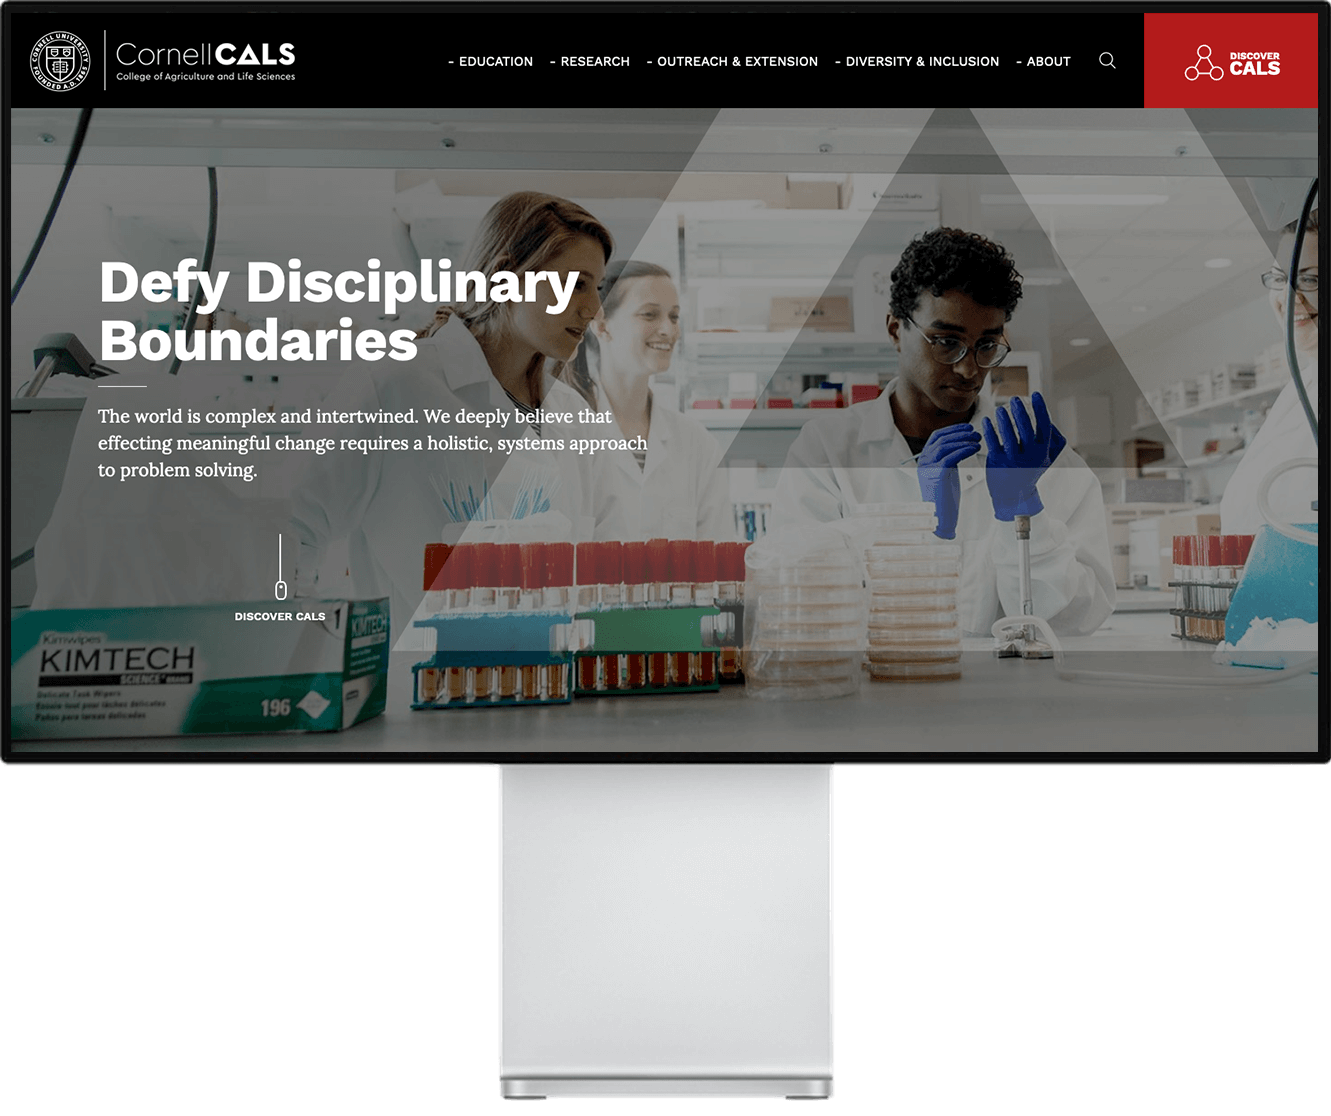 CORNELL UNIVERSITY
FOUNDED A.D. 1865
CornellCALS
College of Agriculture and Life Sciences
- EDUCATION - RESEARCH - OUTREACH & EXTENSION - DIVERSITY & INCLUSION - ABOUT
DISCOVER
CALS
Defy Disciplinary
Boundaries
The world is complex and intertwined. We deeply believe that
effecting meaningful change requires a holistic, systems approach
to problem solving.
DISCOVER CALS
1
Kimwipes
KIMTECH
SCIENCE* BRAND
Delicate Task Wipers
Essuie-tout pour tâches délicates
Paños para tareas delicadas
196
KIMTECH